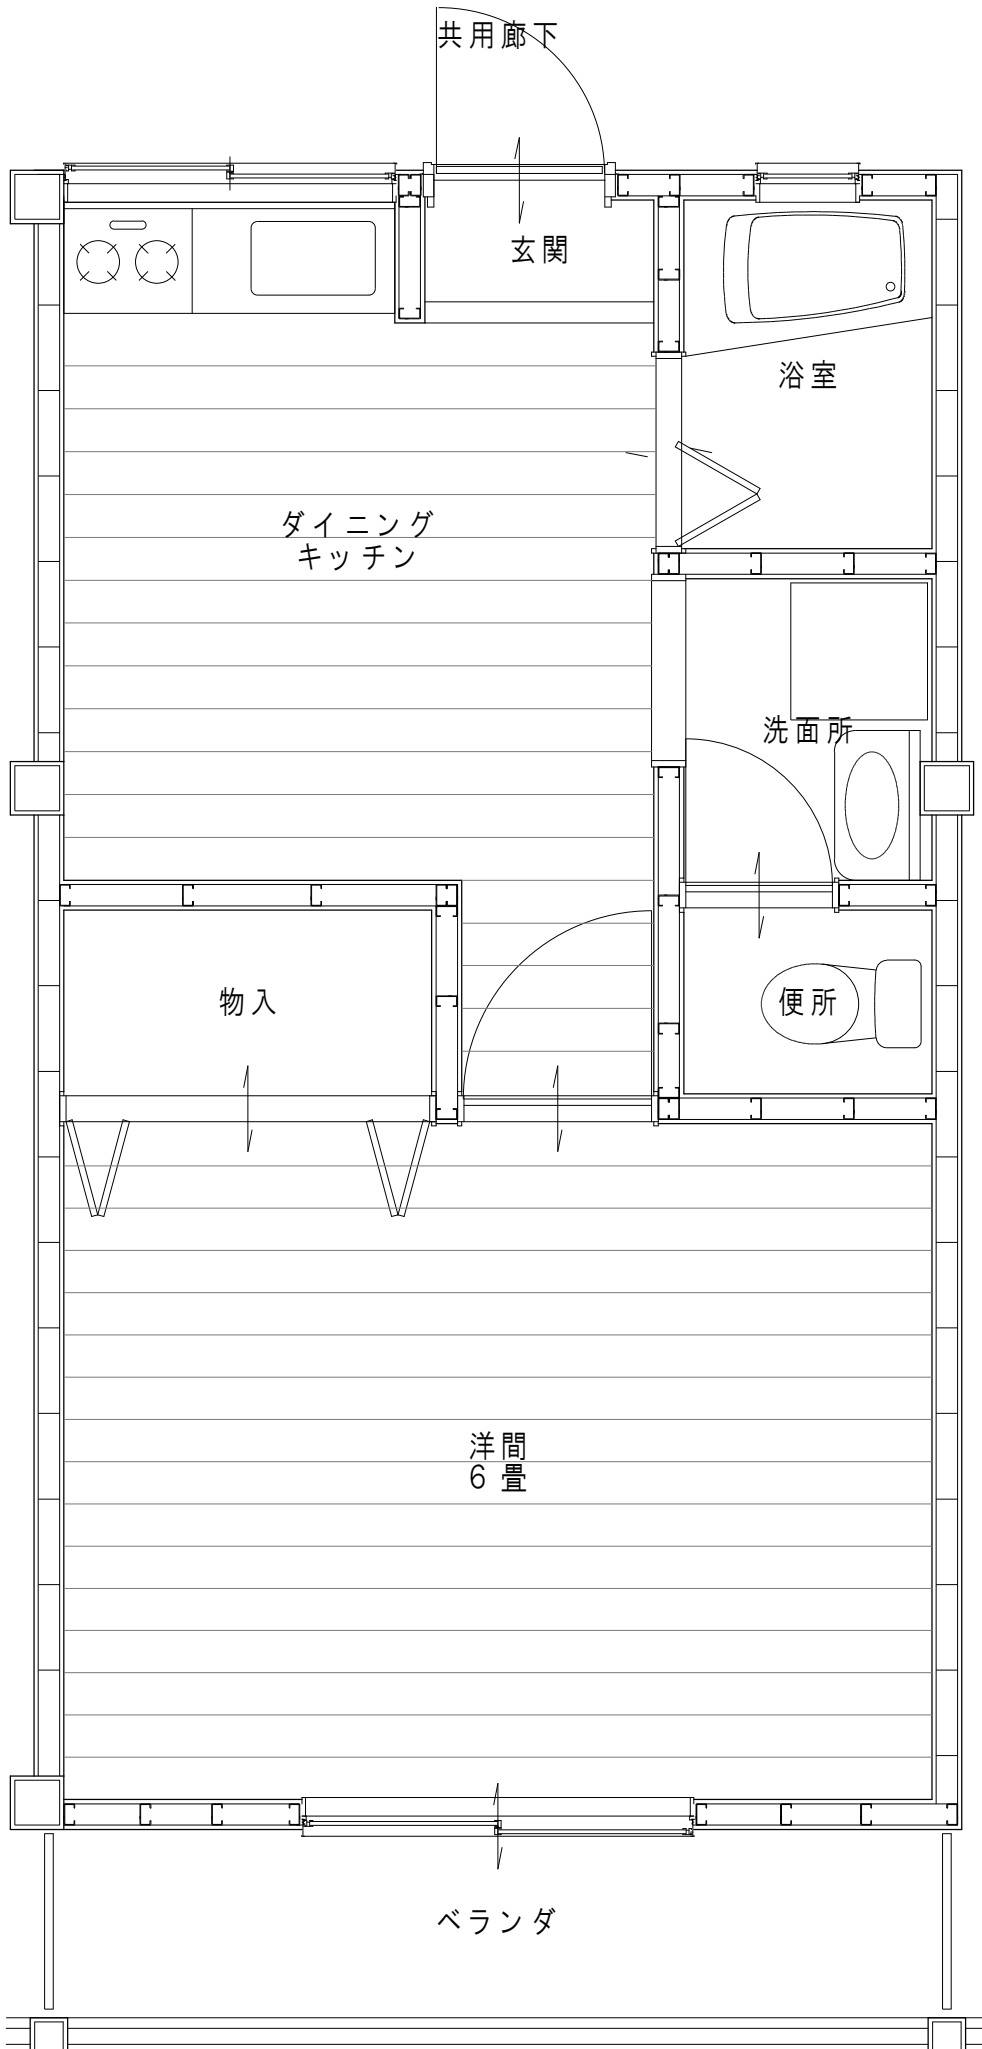 共用廊下
玄関
浴室
ダイニング
キッチン
洗面所
物入
便所
洋間
6畳
ベランダ